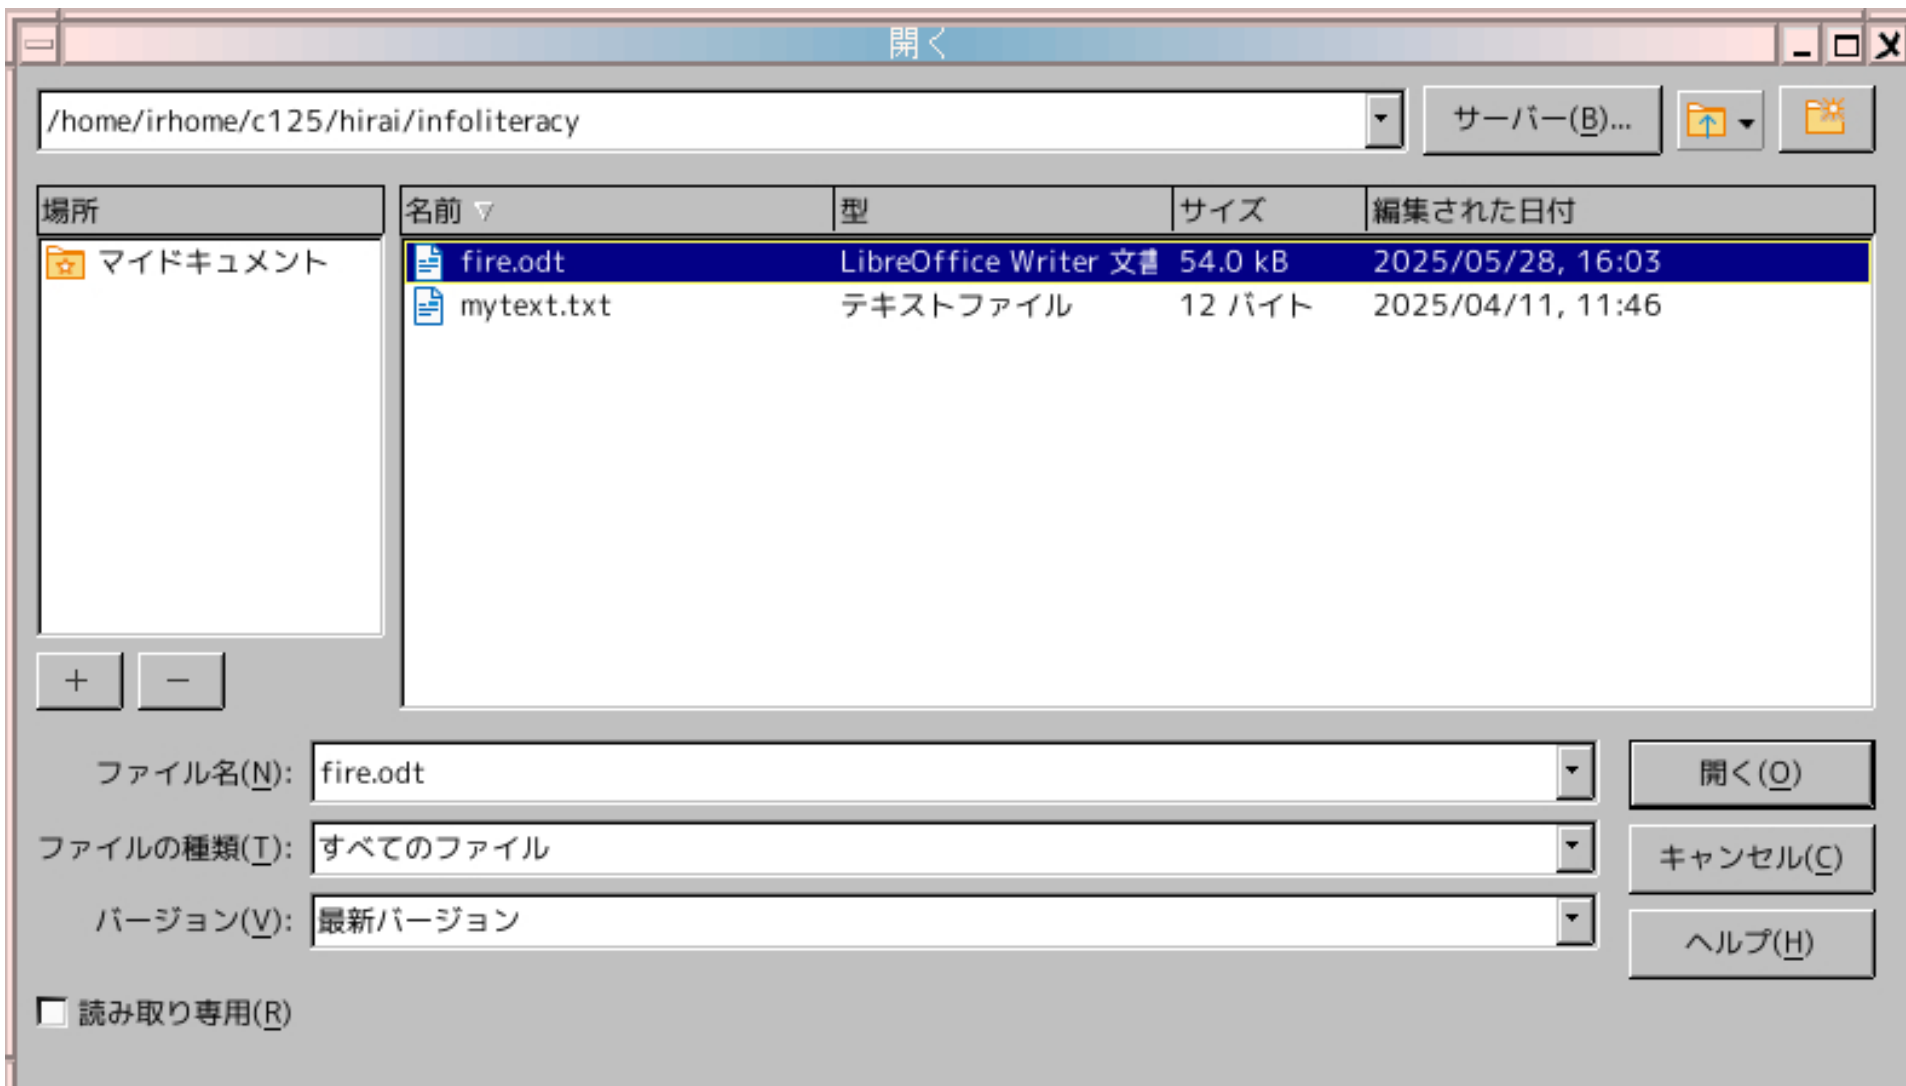 開く
/home/irhome/c125/hirai/infoliteracy サーバー(B)...
場所 名前 型 サイズ 編集された日付
マイドキュメント fire.odt LibreOffice Writer 文書 54.0 kB 2025/05/28, 16:03
mytext.txt テキストファイル 12 バイト 2025/04/11, 11:46
+ −
ファイル名(N): fire.odt 開く(O)
ファイルの種類(T): すべてのファイル キャンセル(C)
バージョン(V): 最新バージョン ヘルプ(H)
読み取り専用(R)